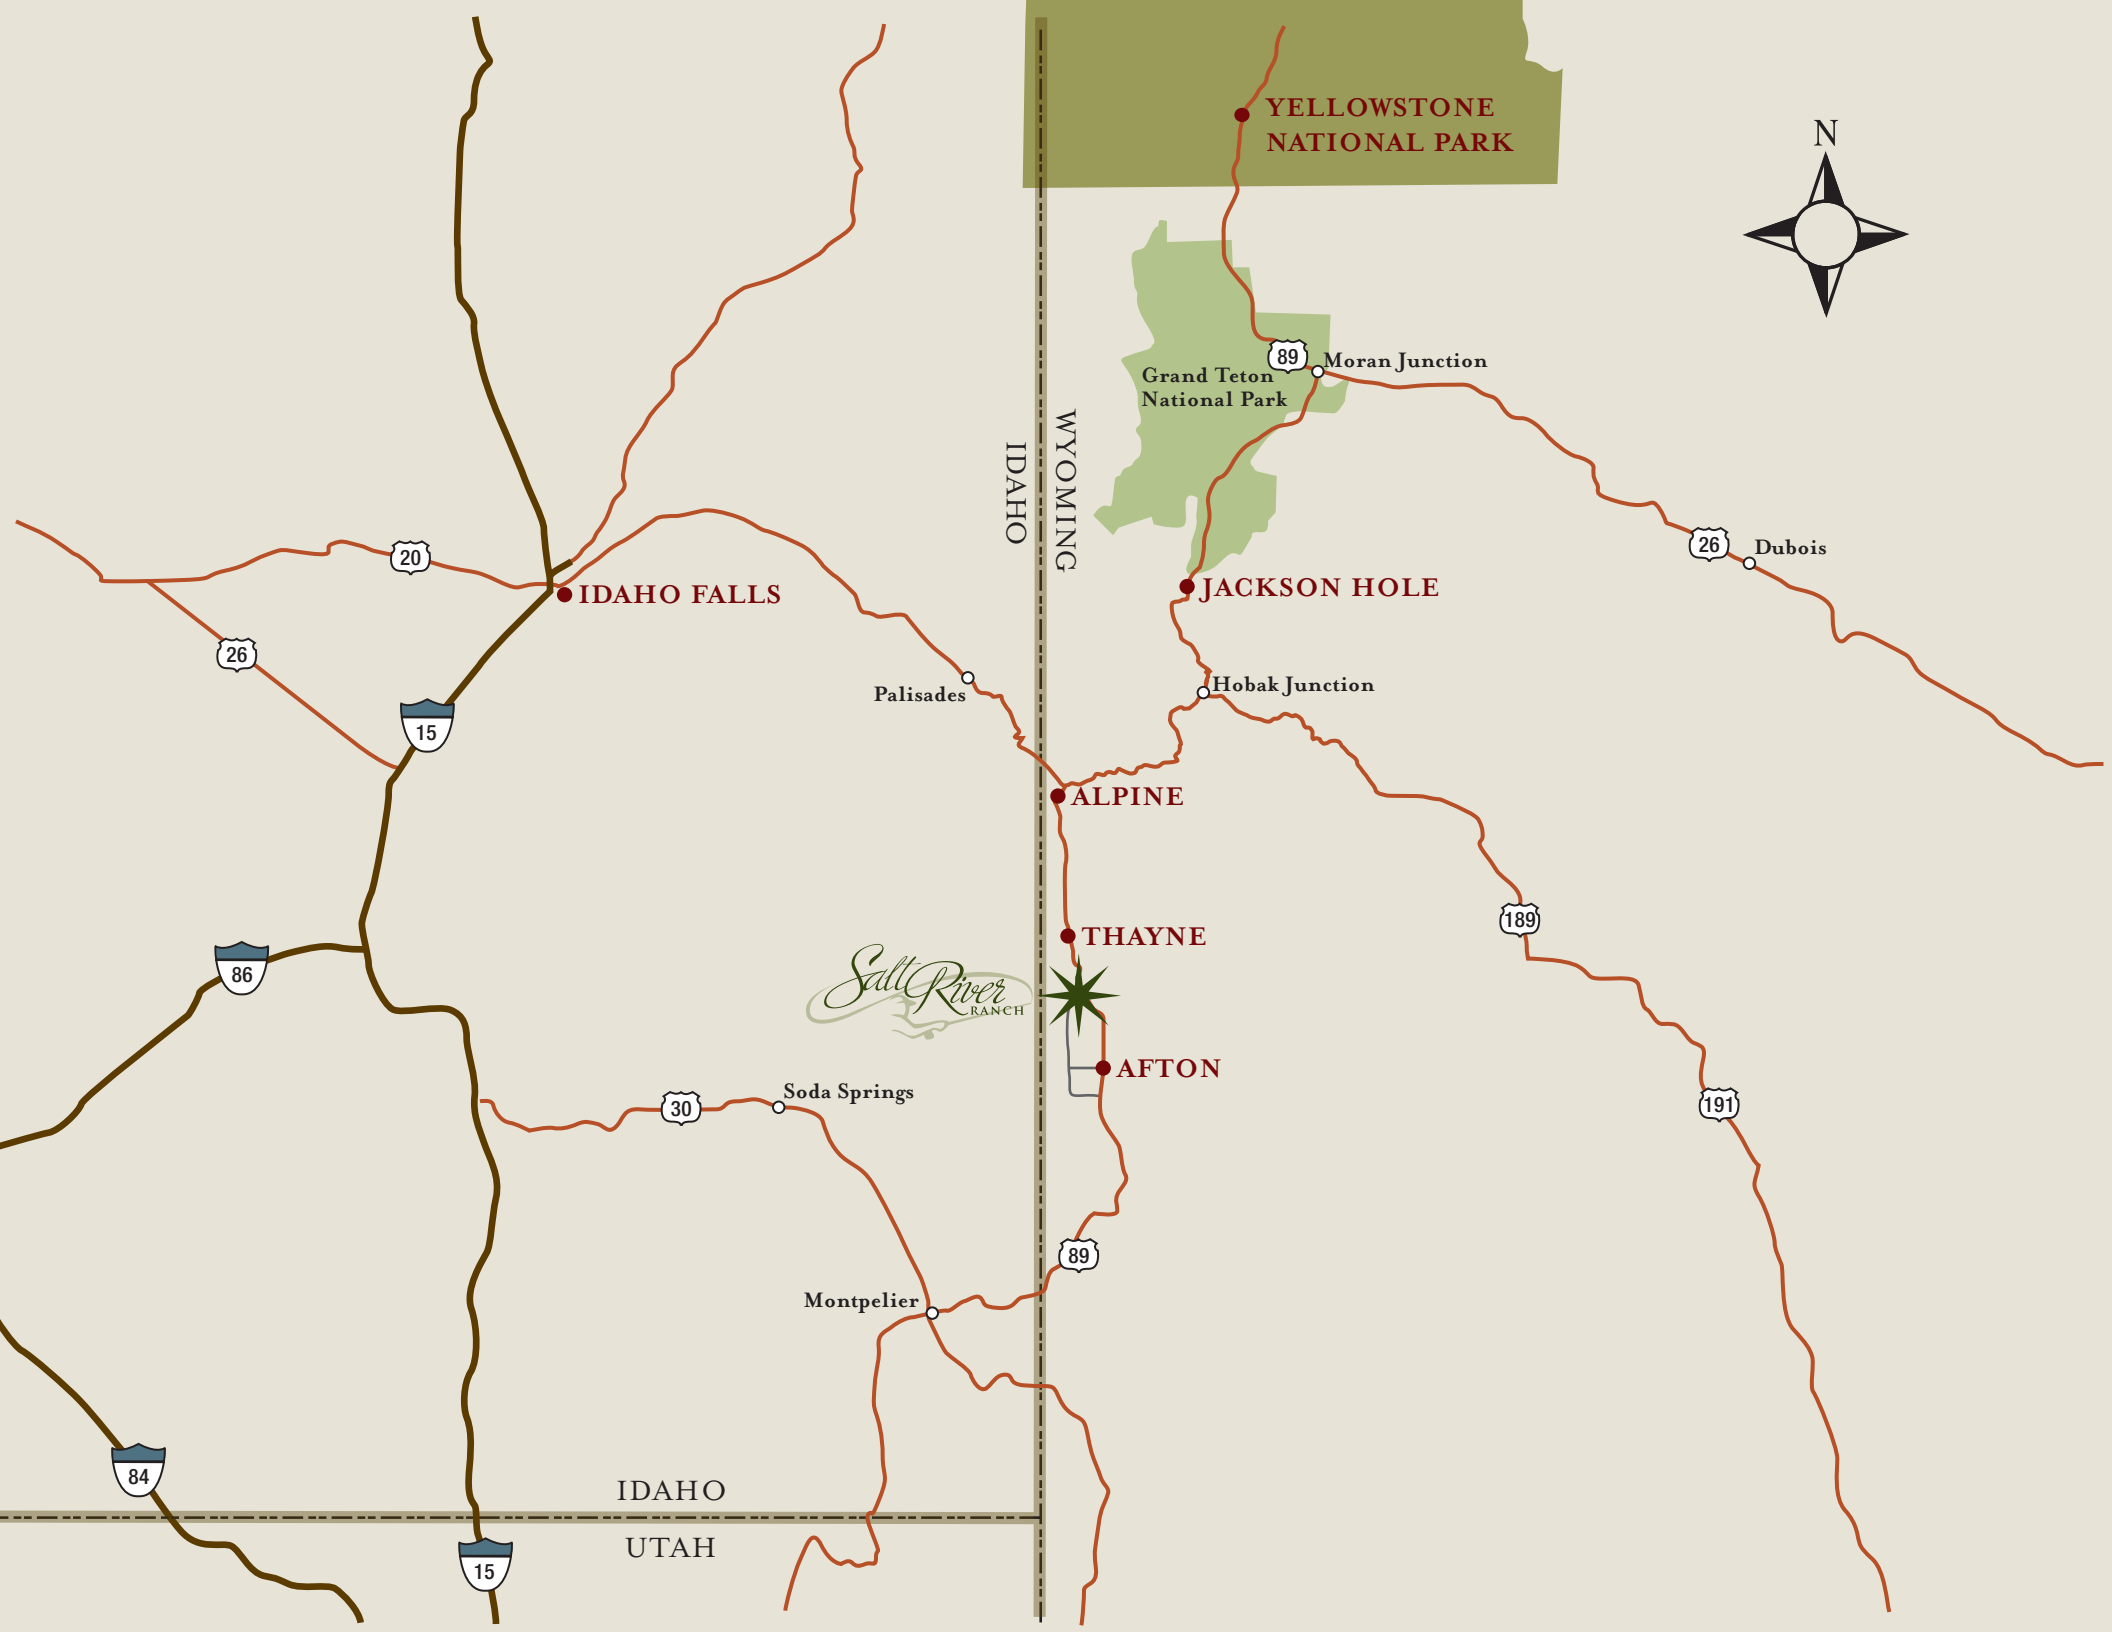 N
YELLOWSTONE
NATIONAL PARK
89
Moran Junction
Grand Teton
National Park
WYOMING
IDAHO
26
Dubois
20
IDAHO FALLS
JACKSON HOLE
26
Palisades
Hobak Junction
15
ALPINE
189
THAYNE
86
Salt River
RANCH
AFTON
Soda Springs
30
191
89
Montpelier
84
IDAHO
UTAH
15